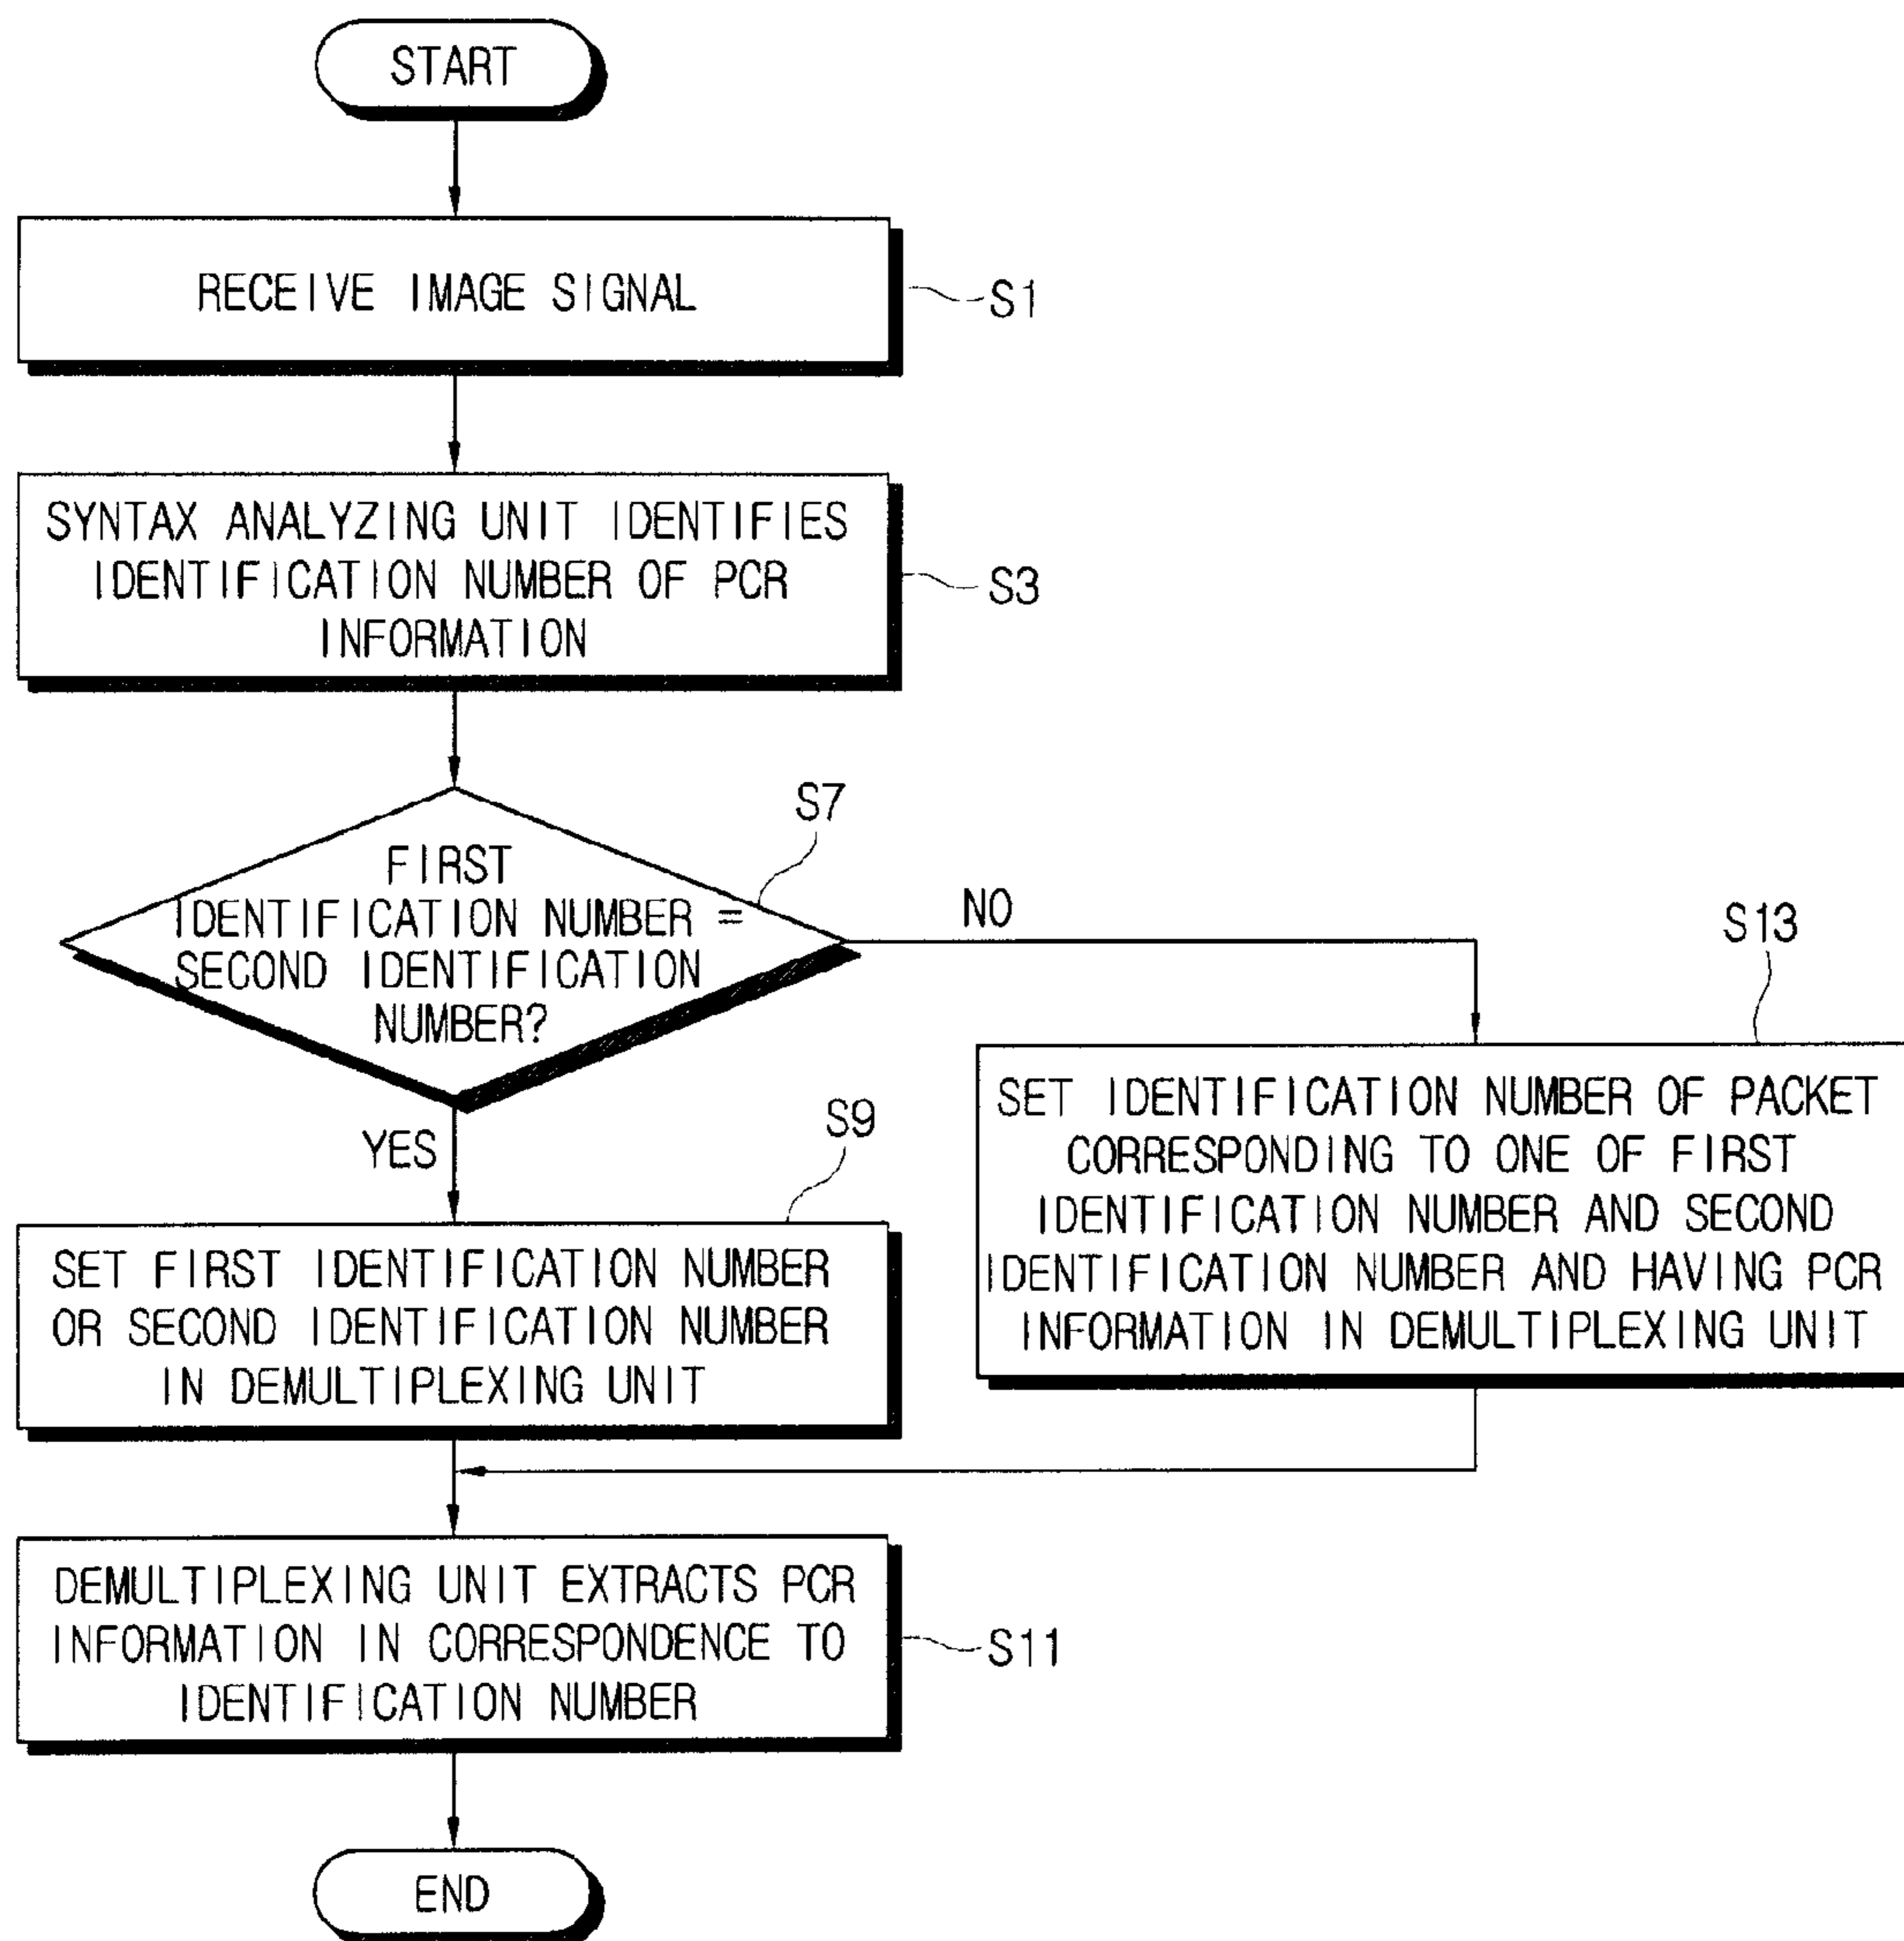 START
RECEIVE IMAGE SIGNAL
S1
SYNTAX ANALYZING UNIT IDENTIFIES
IDENTIFICATION NUMBER OF PCR
INFORMATION
S3
S7
FIRST
IDENTIFICATION NUMBER =
SECOND IDENTIFICATION
NUMBER?
NO
YES
S13
SET IDENTIFICATION NUMBER OF PACKET
CORRESPONDING TO ONE OF FIRST
IDENTIFICATION NUMBER AND SECOND
IDENTIFICATION NUMBER AND HAVING PCR
INFORMATION IN DEMULTIPLEXING UNIT
S9
SET FIRST IDENTIFICATION NUMBER
OR SECOND IDENTIFICATION NUMBER
IN DEMULTIPLEXING UNIT
DEMULTIPLEXING UNIT EXTRACTS PCR
INFORMATION IN CORRESPONDENCE TO
IDENTIFICATION NUMBER
S11
END